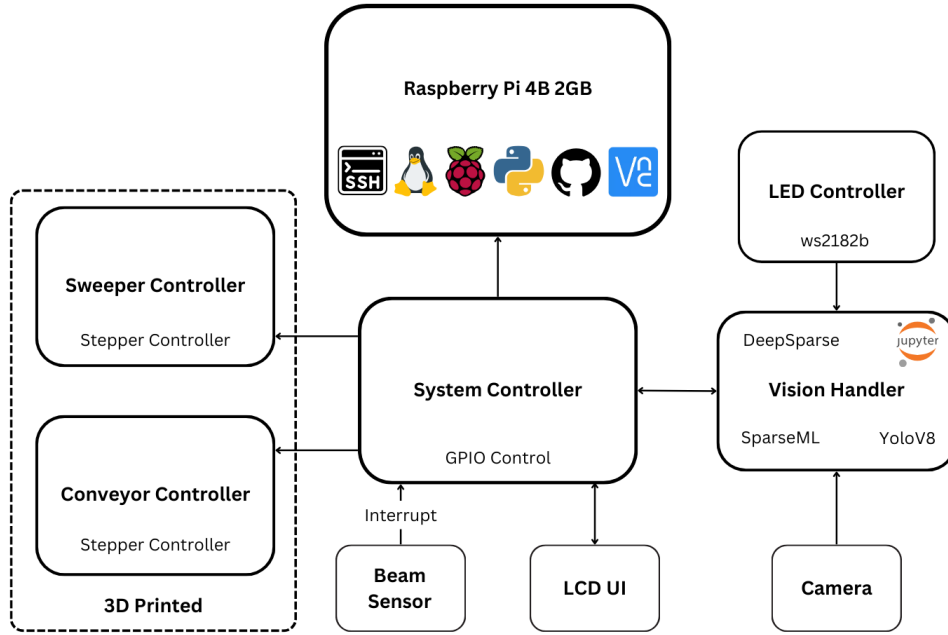 Raspberry Pi 4B 2GB
SSH
VNC
LED Controller
ws2182b
Sweeper Controller
Stepper Controller
System Controller
GPIO Control
DeepSparse
jupyter
Vision Handler
SparseML
YoloV8
Conveyor Controller
Stepper Controller
3D Printed
Interrupt
Beam
Sensor
LCD UI
Camera